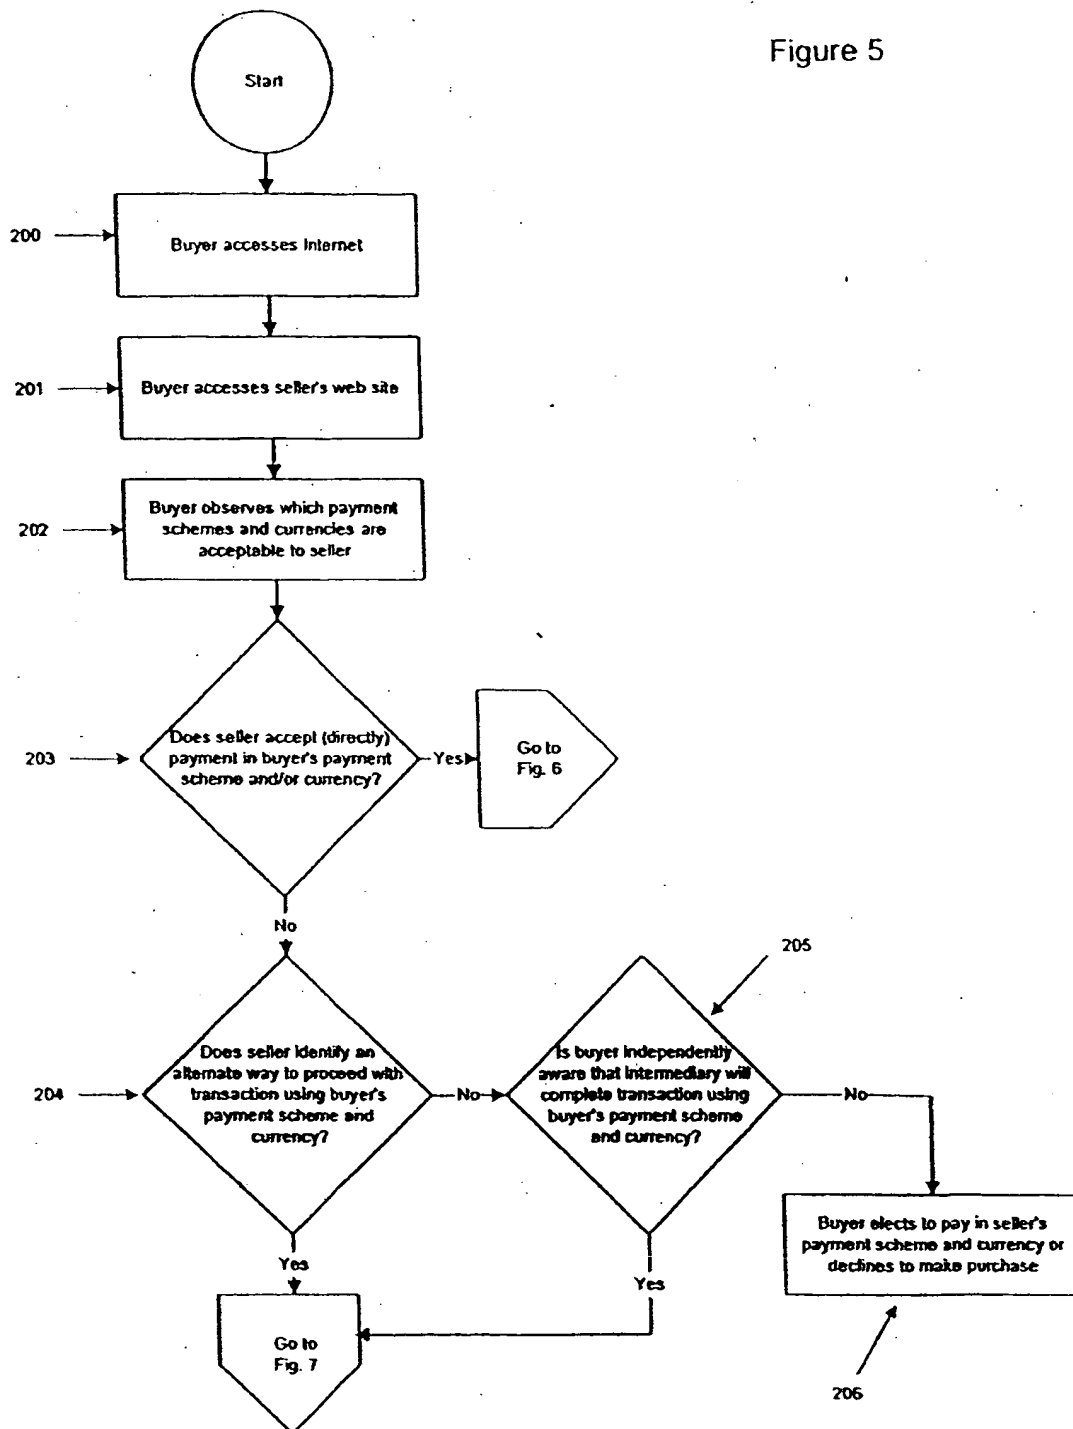 Figure 5
Start
200
Buyer accesses Internet
201
Buyer accesses seller's web site
202
Buyer observes which payment
schemes and currencies are
acceptable to seller
203
Does seller accept (directly)
payment in buyer's payment
scheme and/or currency?
Yes
Go to
Fig. 6
No
204
Does seller identify an
alternate way to proceed with
transaction using buyer's
payment scheme and
currency?
No
205
Is buyer independently
aware that intermediary will
complete transaction using
buyer's payment scheme
and currency?
No
Buyer elects to pay in seller's
payment scheme and currency or
declines to make purchase
206
Yes
Yes
Go to
Fig. 7